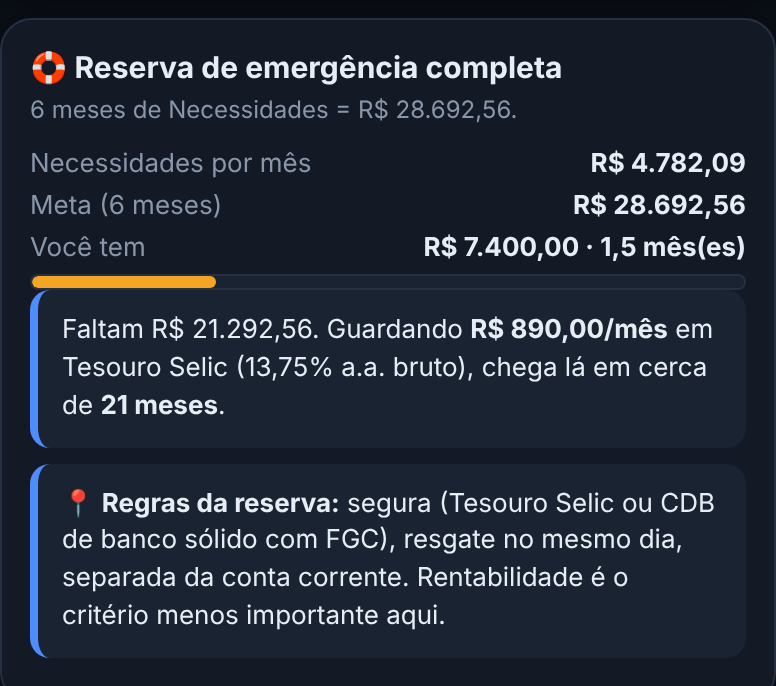 🛟 Reserva de emergência completa
6 meses de Necessidades = R$ 28.692,56.
Necessidades por mês R$ 4.782,09
Meta (6 meses) R$ 28.692,56
Você tem R$ 7.400,00 · 1,5 mês(es)
Faltam R$ 21.292,56. Guardando R$ 890,00/mês em
Tesouro Selic (13,75% a.a. bruto), chega lá em cerca
de 21 meses.
📍 Regras da reserva: segura (Tesouro Selic ou CDB
de banco sólido com FGC), resgate no mesmo dia,
separada da conta corrente. Rentabilidade é o
critério menos importante aqui.